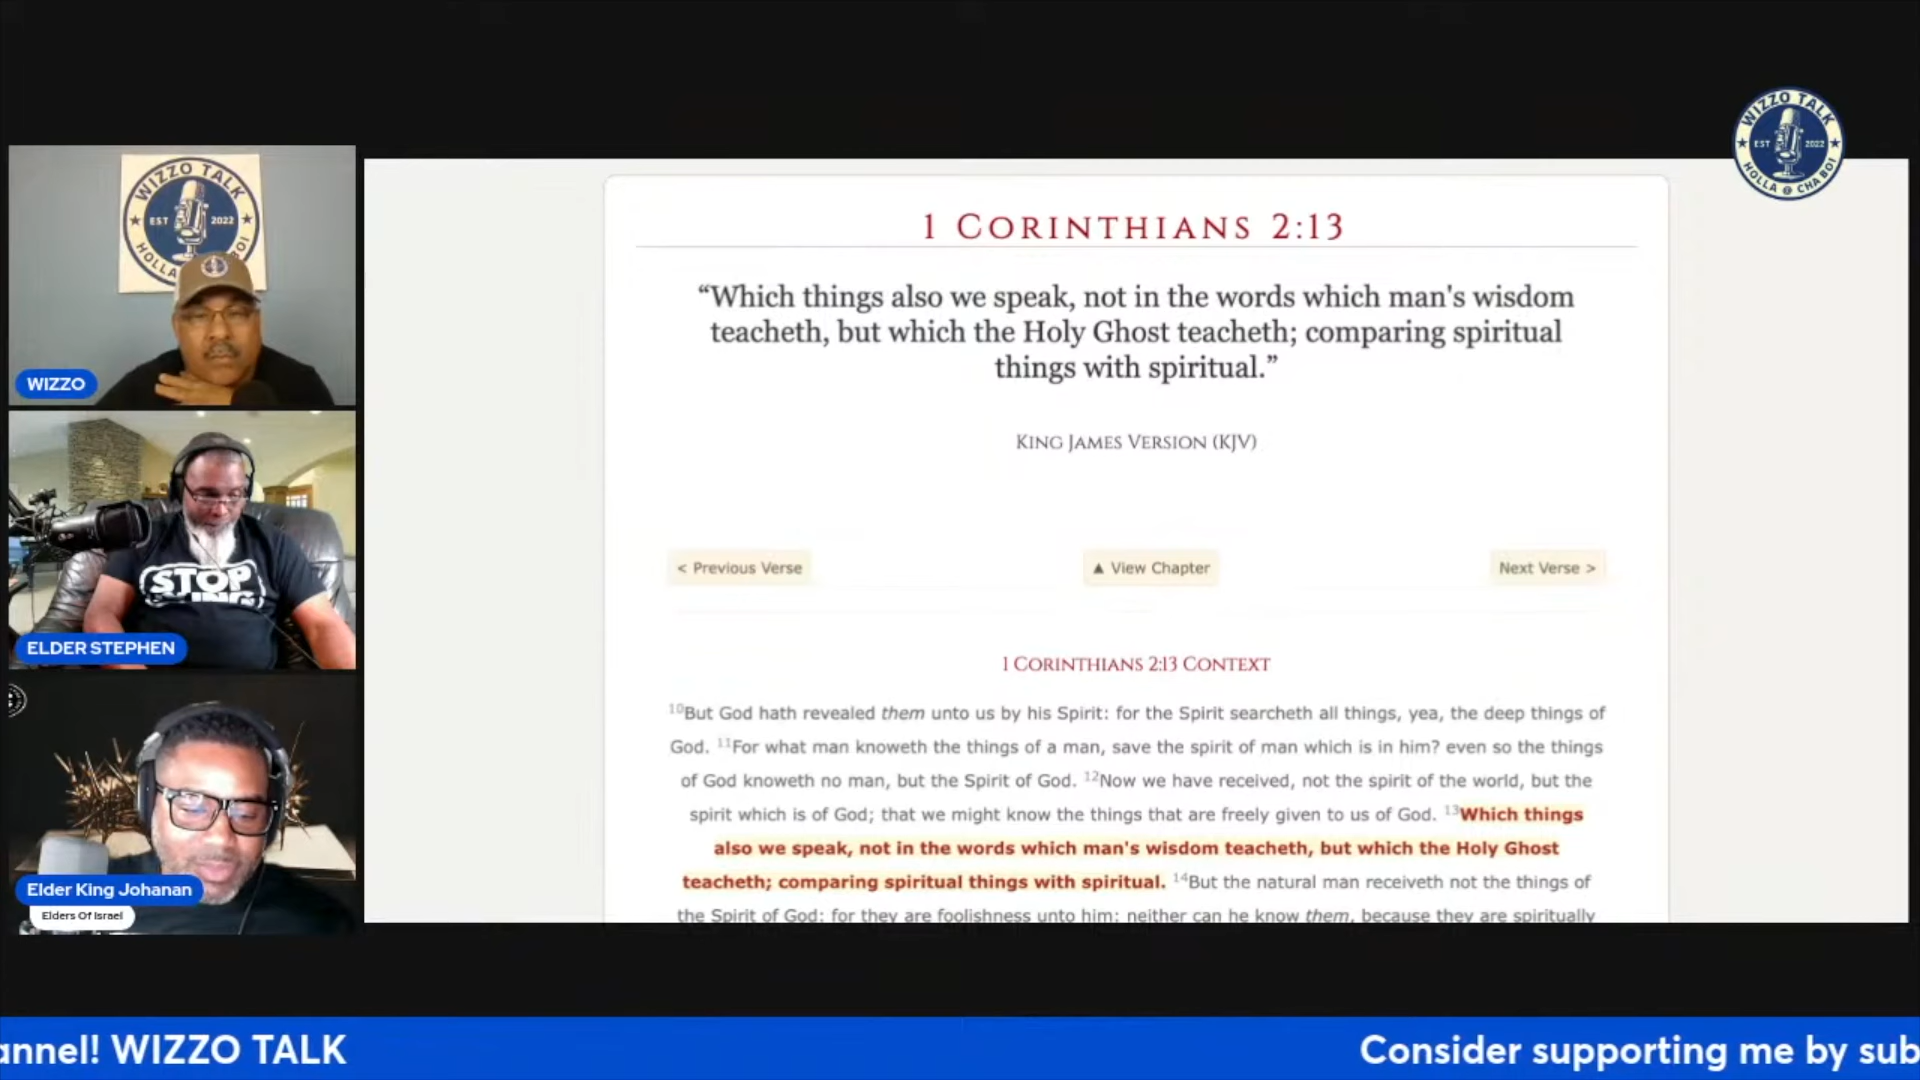 WIZZO TALK
EST 2022
HOLLA @ CHA BOI
WIZZO TALK
EST 2022
HOLLA
BOI
WIZZO
STOP
ELDER STEPHEN
Elder King Johanan
Elders Of Israel
1 CORINTHIANS 2:13
“Which things also we speak, not in the words which man's wisdom
teacheth, but which the Holy Ghost teacheth; comparing spiritual
things with spiritual.”
KING JAMES VERSION (KJV)
< Previous Verse
▲ View Chapter
Next Verse >
1 CORINTHIANS 2:13 CONTEXT
10But God hath revealed them unto us by his Spirit: for the Spirit searcheth all things, yea, the deep things of
God. 11For what man knoweth the things of a man, save the spirit of man which is in him? even so the things
of God knoweth no man, but the Spirit of God. 12Now we have received, not the spirit of the world, but the
spirit which is of God; that we might know the things that are freely given to us of God. 13Which things
also we speak, not in the words which man's wisdom teacheth, but which the Holy Ghost
teacheth; comparing spiritual things with spiritual. 14But the natural man receiveth not the things of
the Spirit of God: for they are foolishness unto him: neither can he know them, because they are spiritually
annel! WIZZO TALK
Consider supporting me by sub